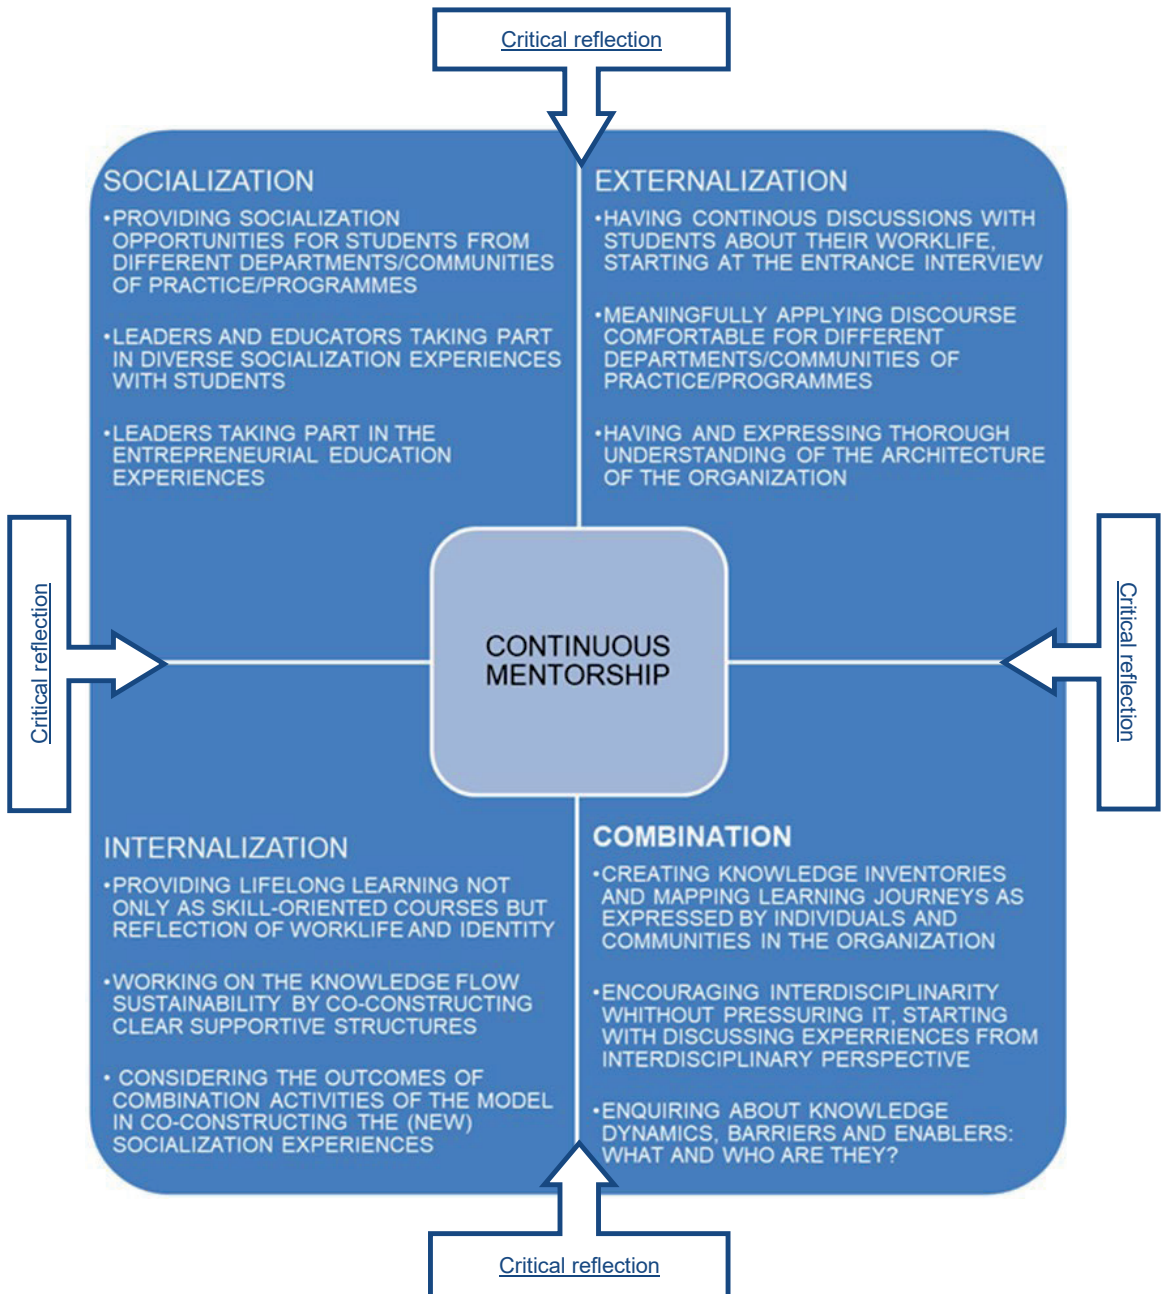 Critical reflection
SOCIALIZATION
•PROVIDING SOCIALIZATION
OPPORTUNITIES FOR STUDENTS FROM
DIFFERENT DEPARTMENTS/COMMUNITIES
OF PRACTICE/PROGRAMMES
•LEADERS AND EDUCATORS TAKING PART
IN DIVERSE SOCIALIZATION EXPERIENCES
WITH STUDENTS
•LEADERS TAKING PART IN THE
ENTREPRENEURIAL EDUCATION
EXPERIENCES
EXTERNALIZATION
•HAVING CONTINOUS DISCUSSIONS WITH
STUDENTS ABOUT THEIR WORKLIFE,
STARTING AT THE ENTRANCE INTERVIEW
•MEANINGFULLY APPLYING DISCOURSE
COMFORTABLE FOR DIFFERENT
DEPARTMENTS/COMMUNITIES OF
PRACTICE/PROGRAMMES
•HAVING AND EXPRESSING THOROUGH
UNDERSTANDING OF THE ARCHITECTURE
OF THE ORGANIZATION
Critical reflection
CONTINUOUS
MENTORSHIP
Critical reflection
INTERNALIZATION
•PROVIDING LIFELONG LEARNING NOT
ONLY AS SKILL-ORIENTED COURSES BUT
REFLECTION OF WORKLIFE AND IDENTITY
•WORKING ON THE KNOWLEDGE FLOW
SUSTAINABILITY BY CO-CONSTRUCTING
CLEAR SUPPORTIVE STRUCTURES
• CONSIDERING THE OUTCOMES OF
COMBINATION ACTIVITIES OF THE MODEL
IN CO-CONSTRUCTING THE (NEW)
SOCIALIZATION EXPERIENCES
COMBINATION
•CREATING KNOWLEDGE INVENTORIES
AND MAPPING LEARNING JOURNEYS AS
EXPRESSED BY INDIVIDUALS AND
COMMUNITIES IN THE ORGANIZATION
•ENCOURAGING INTERDISCIPLINARITY
WHITHOUT PRESSURING IT, STARTING
WITH DISCUSSING EXPERRIENCES FROM
INTERDISCIPLINARY PERSPECTIVE
•ENQUIRING ABOUT KNOWLEDGE
DYNAMICS, BARRIERS AND ENABLERS:
WHAT AND WHO ARE THEY?
Critical reflection